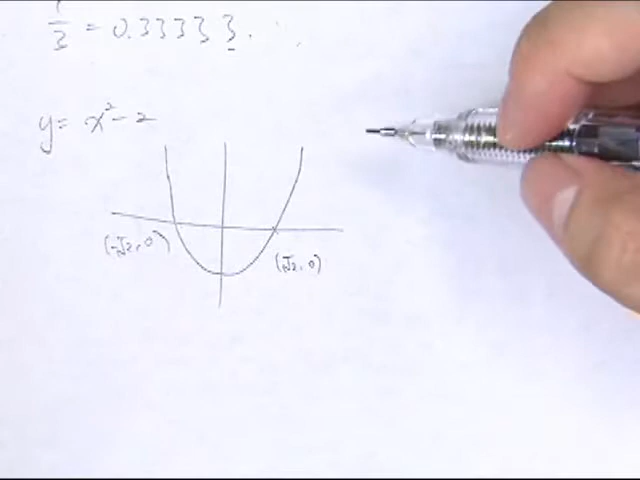 1/3 = 0.33333...
y = x² - 2
(-√2, 0)
(√2, 0)